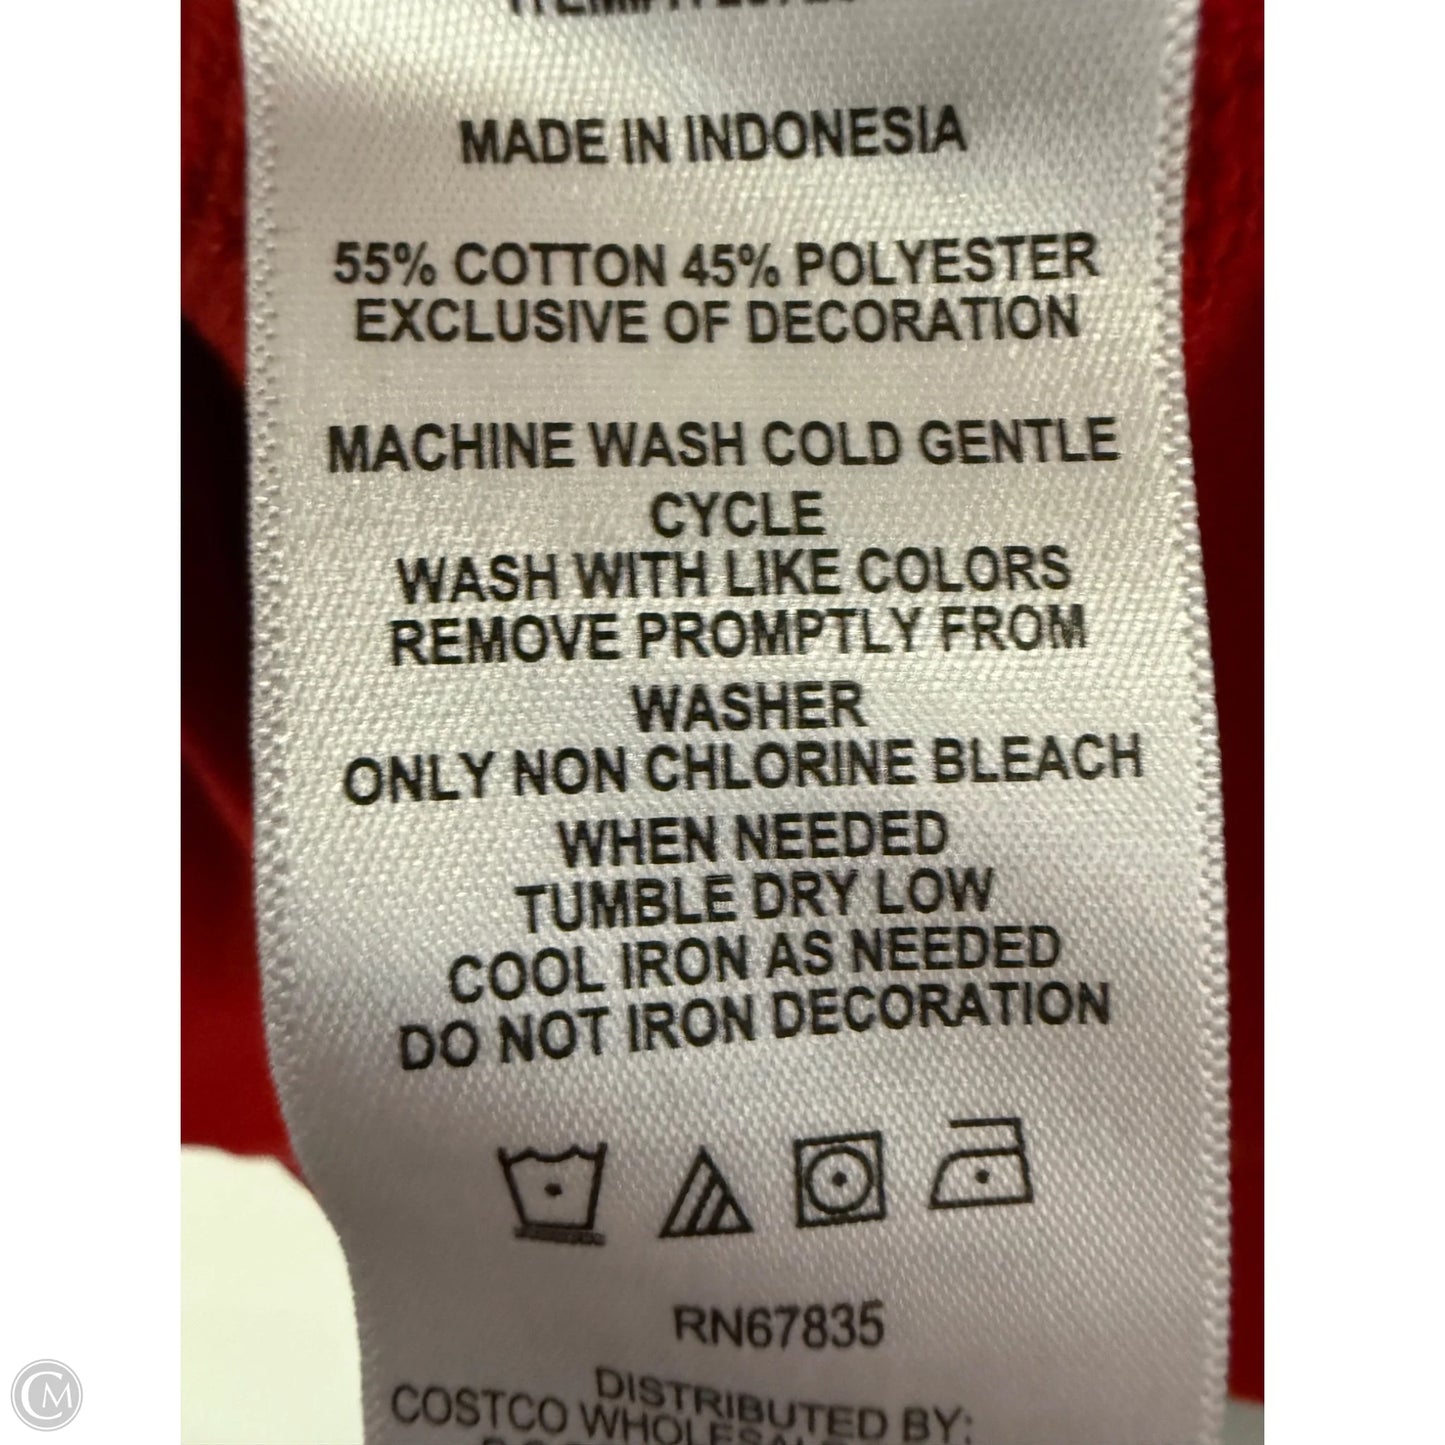 MADE IN INDONESIA
55% COTTON 45% POLYESTER
EXCLUSIVE OF DECORATION
MACHINE WASH COLD GENTLE
CYCLE
WASH WITH LIKE COLORS
REMOVE PROMPTLY FROM
WASHER
ONLY NON CHLORINE BLEACH
WHEN NEEDED
TUMBLE DRY LOW
COOL IRON AS NEEDED
DO NOT IRON DECORATION
RN67835
DISTRIBUTED BY:
COSTCO WHOLESALE
CM